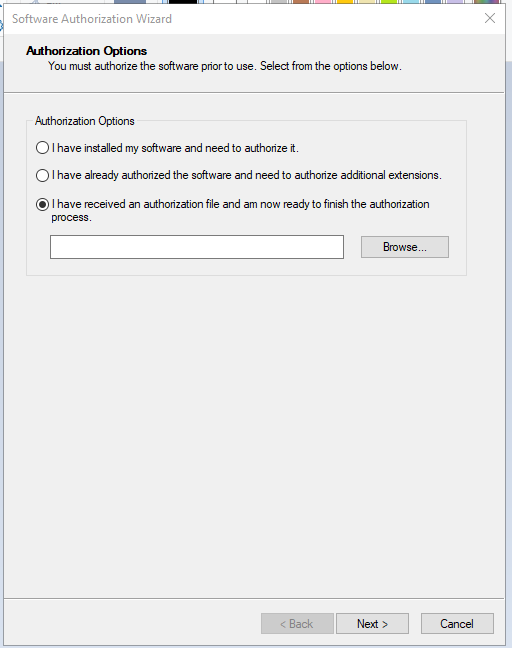 Software Authorization Wizard
Authorization Options
You must authorize the software prior to use. Select from the options below.
Authorization Options
I have installed my software and need to authorize it.
I have already authorized the software and need to authorize additional extensions.
I have received an authorization file and am now ready to finish the authorization
process.
Browse...
< Back
Next >
Cancel